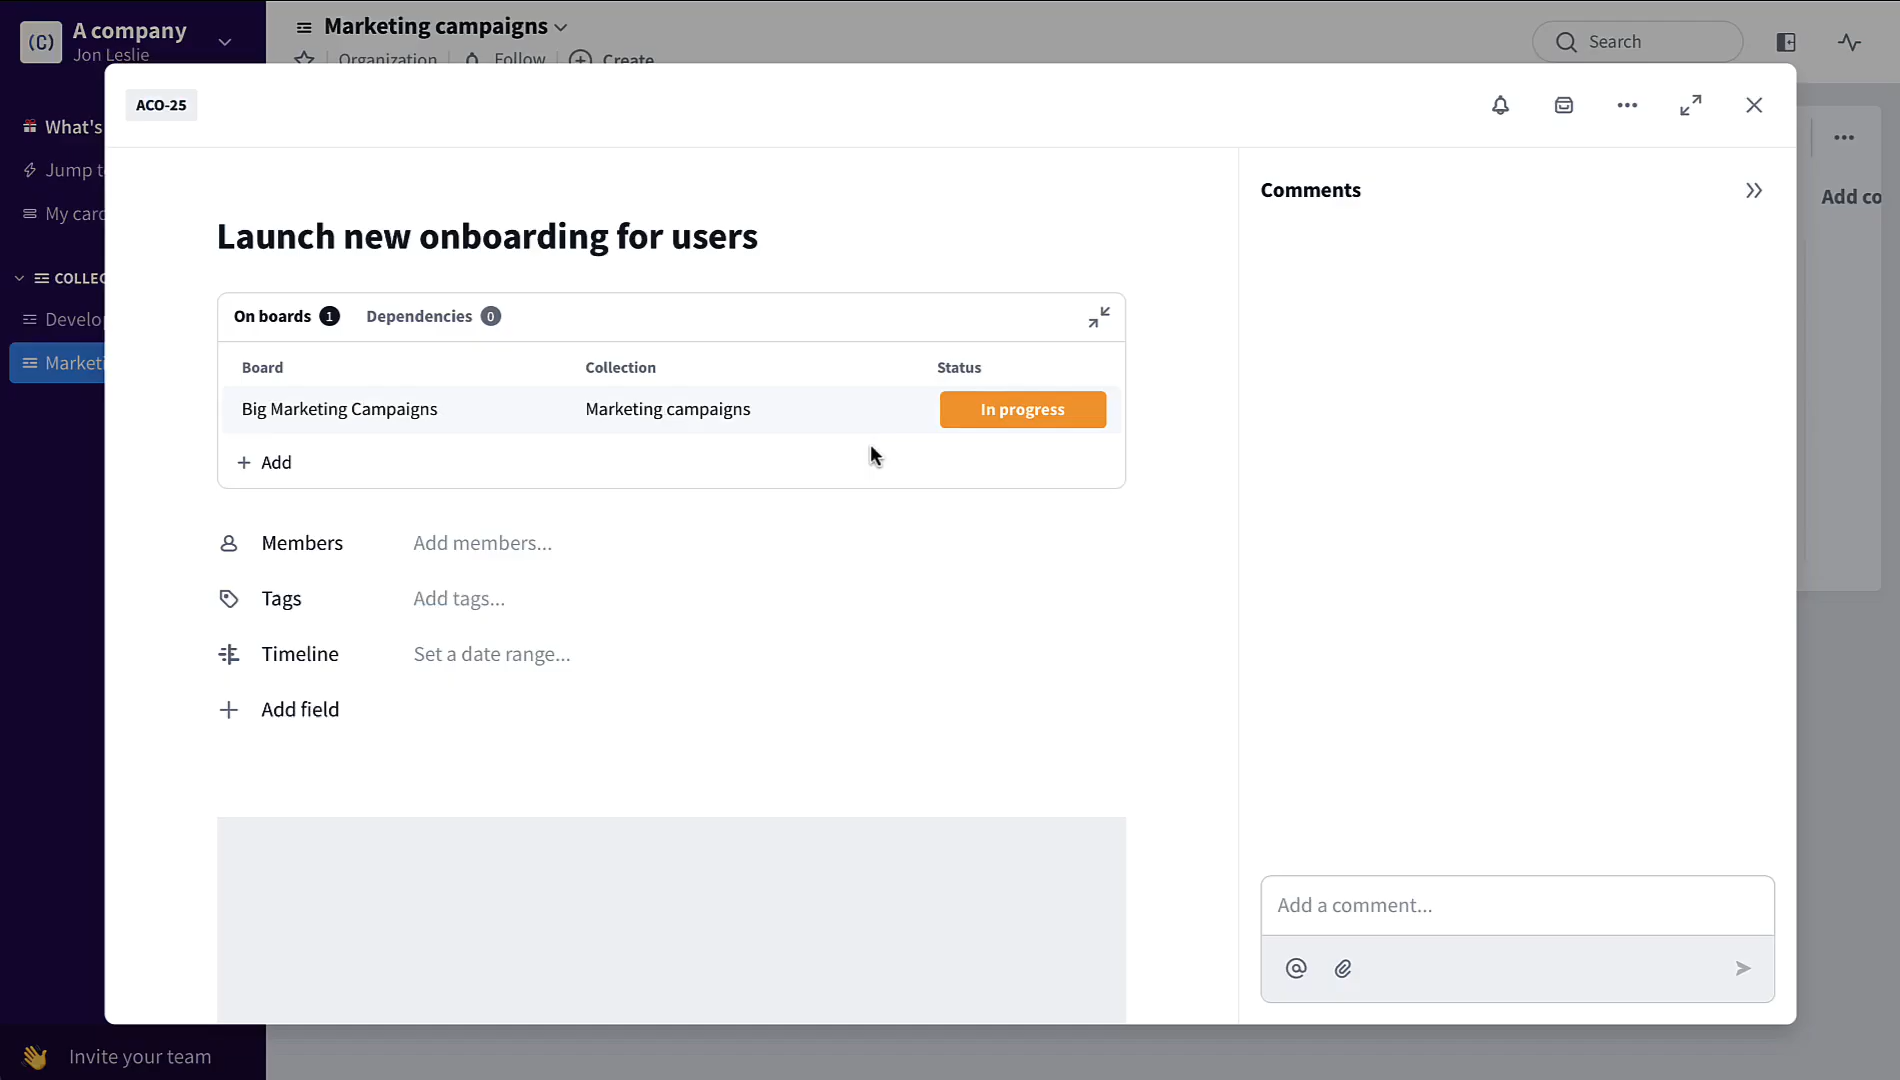 (C)
A company
Jon Leslie
Marketing campaigns
Organization
Follow
Create
Search
ACO-25
What's
Jump t
My card
COLLEC
Develop
Marketi
Launch new onboarding for users
On boards 1
Dependencies 0
Board
Collection
Status
Big Marketing Campaigns
Marketing campaigns
In progress
+ Add
Members
Add members...
Tags
Add tags...
Timeline
Set a date range...
+ Add field
Comments
Add co
Add a comment...
Invite your team